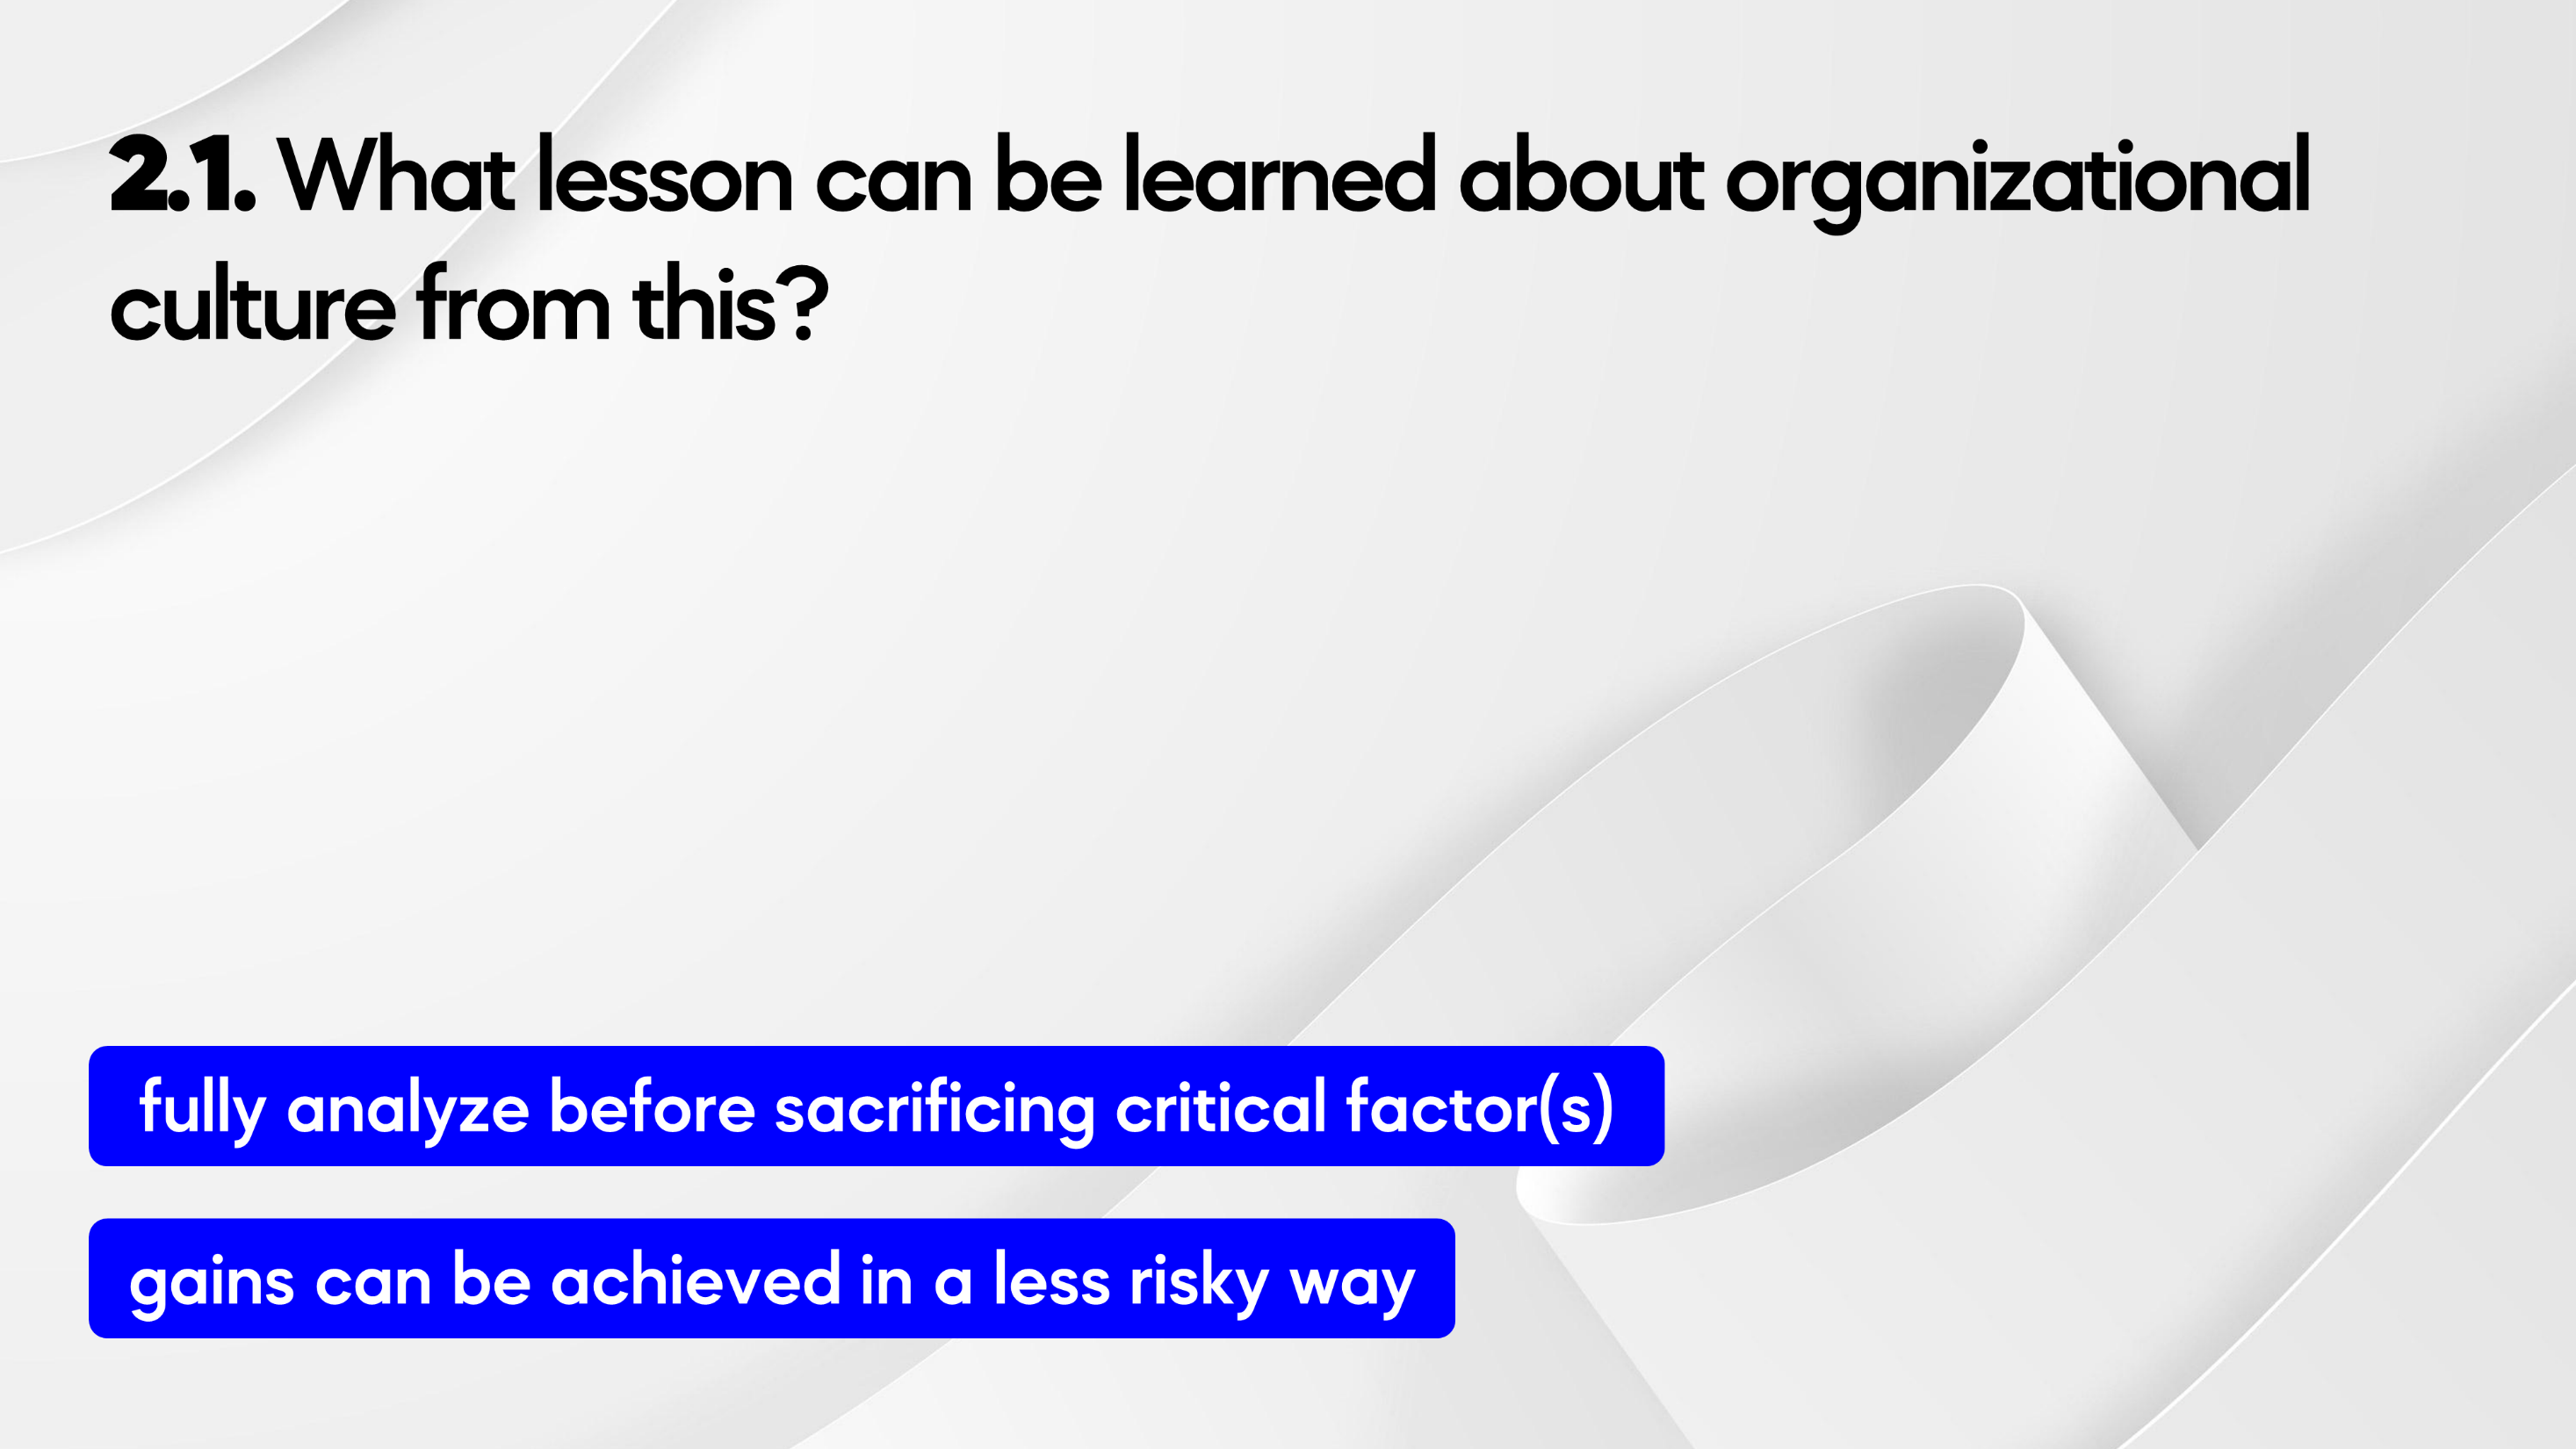 2.1. What lesson can be learned about organizational
culture from this?
fully analyze before sacrificing critical factor(s)
gains can be achieved in a less risky way